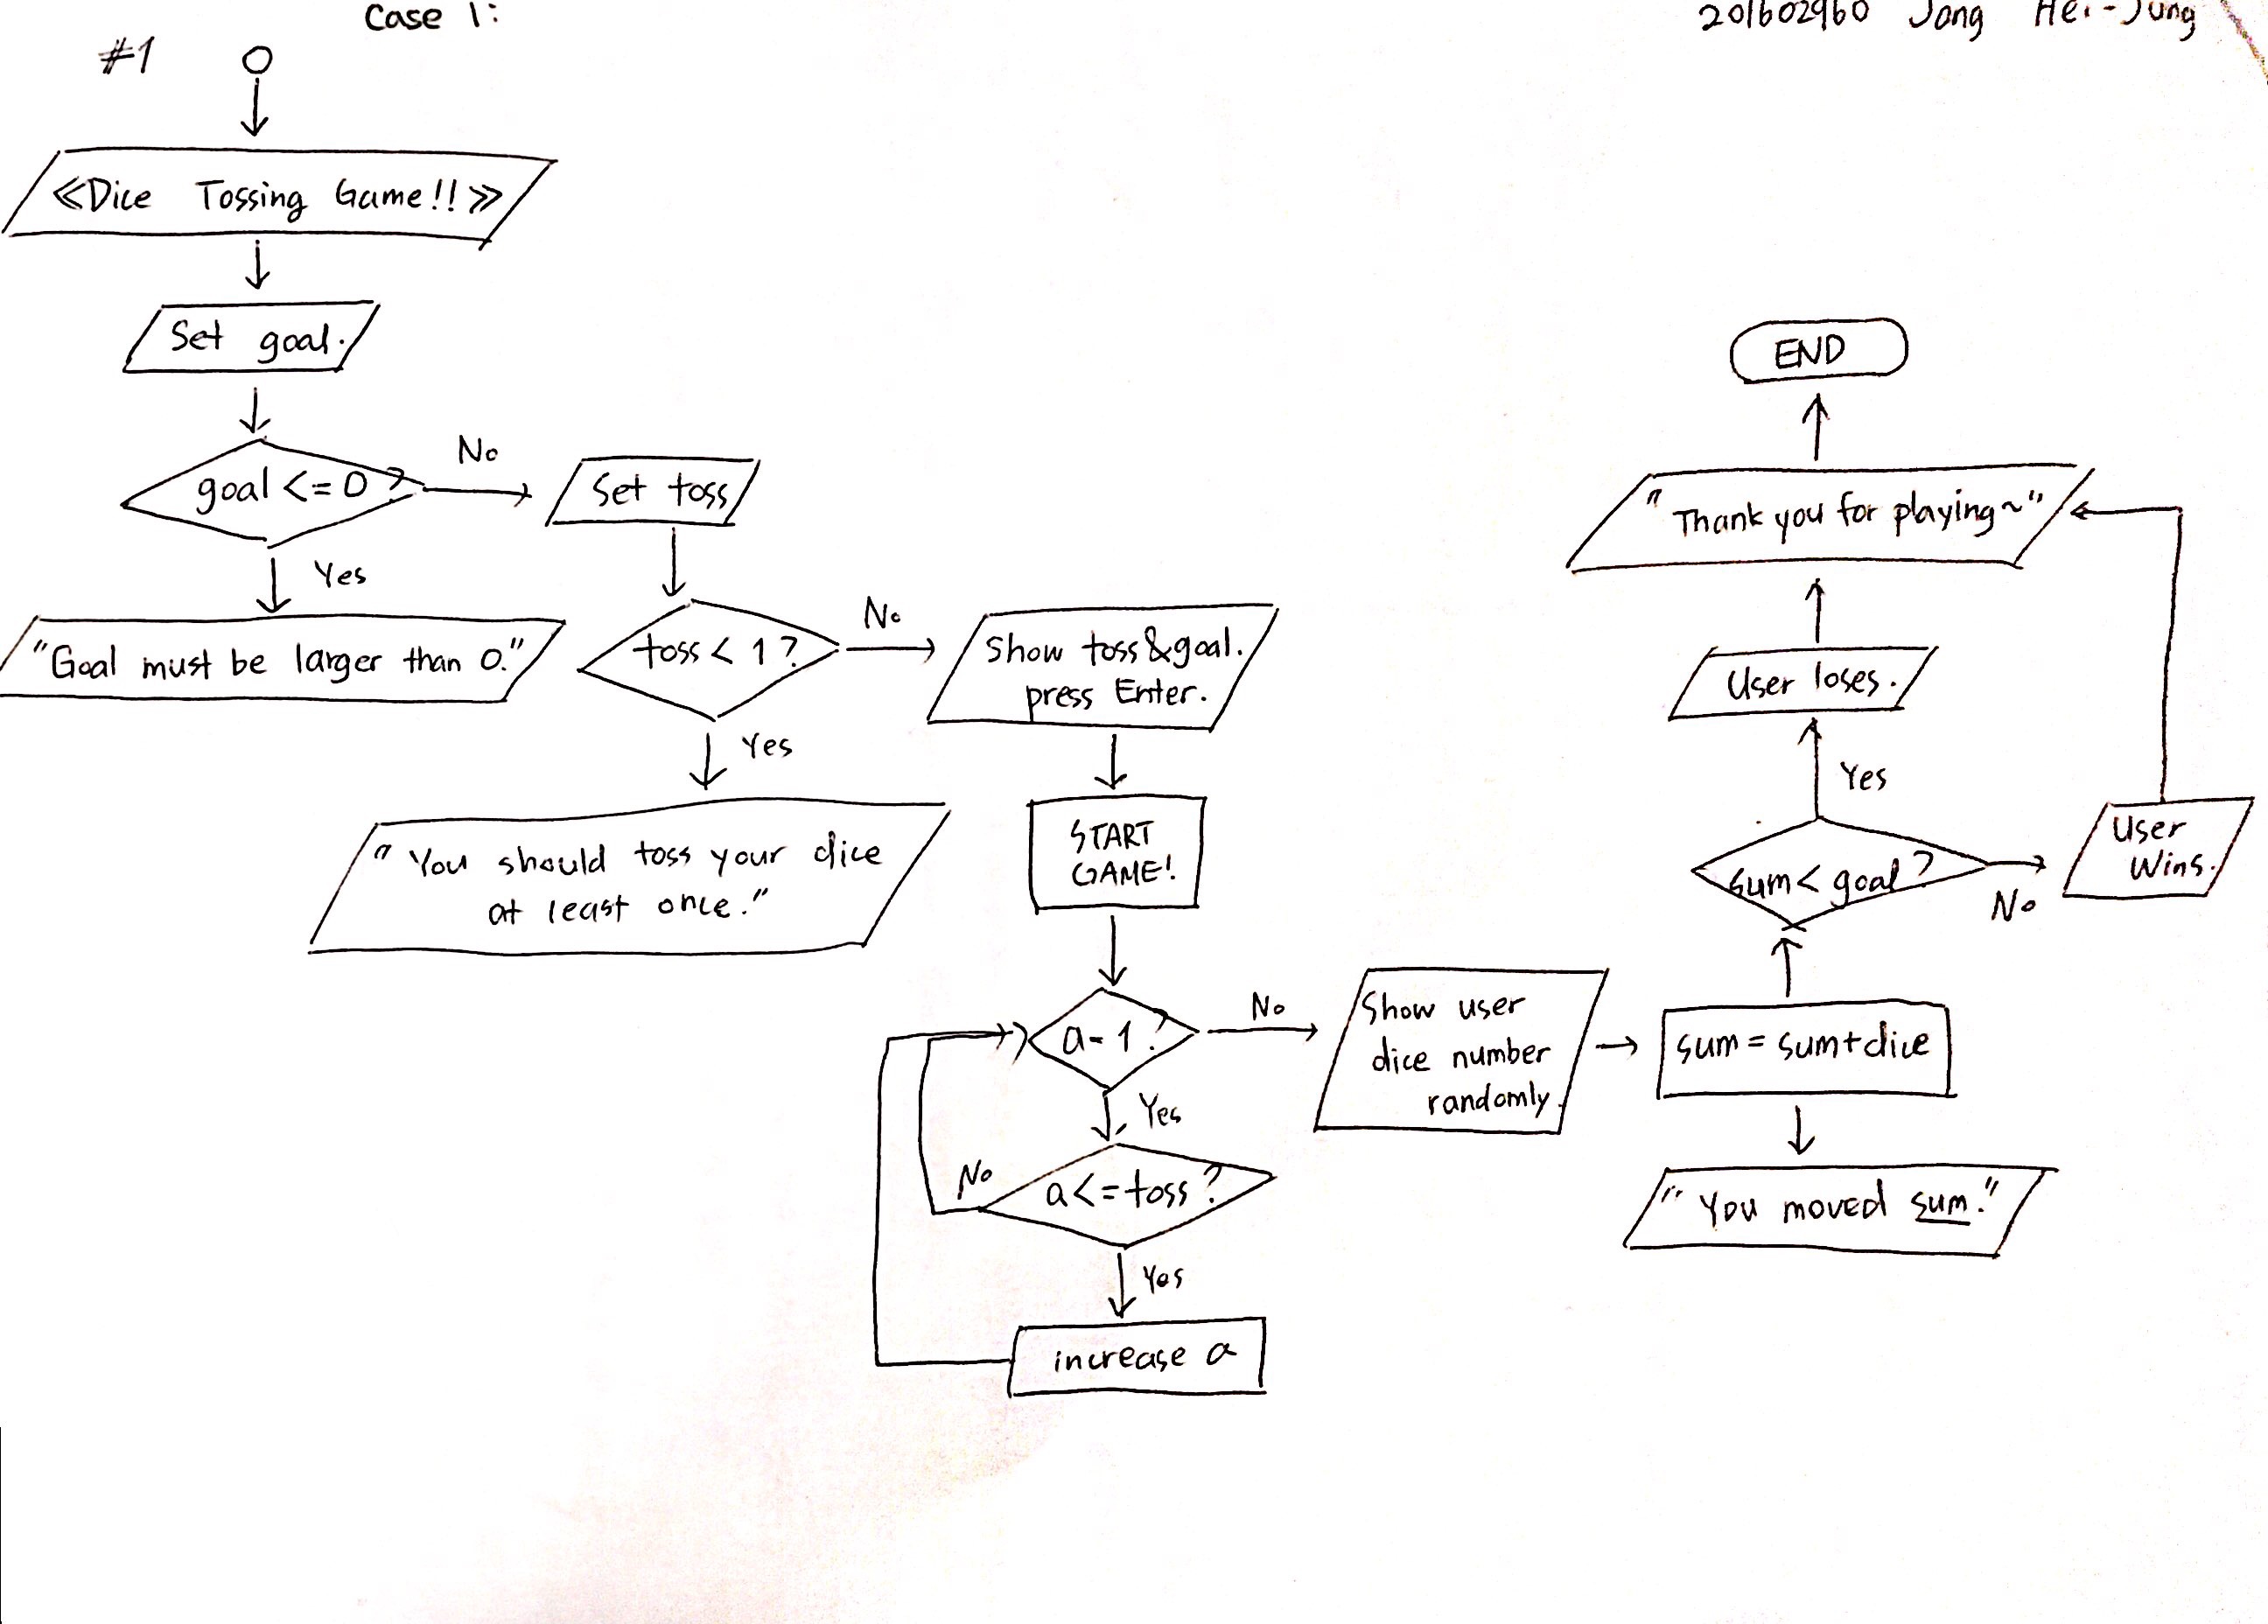 Case 1:
201602960 Jang Hei-Jung
#1
≪Dice Tossing Game!!≫
Set goal.
goal <= 0 ?
No
Set toss
Yes
"Goal must be larger than 0."
toss < 1 ?
No
Show toss&goal.
press Enter.
Yes
"You should toss your dice
at least once."
START
GAME!
a=1?
No
Show user
dice number
randomly.
Yes
a<=toss?
No
Yes
increase a
sum = sum+dice
"You moved sum."
sum< goal?
No
User
Wins.
Yes
User loses.
"Thank you for playing~"
END